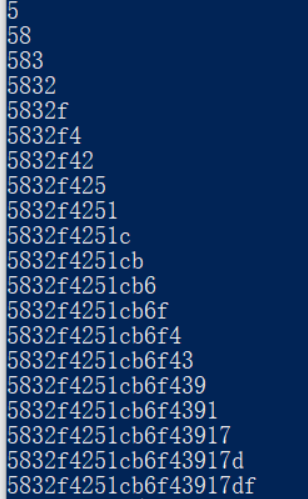 5
58
583
5832
5832f
5832f4
5832f42
5832f425
5832f4251
5832f4251c
5832f4251cb
5832f4251cb6
5832f4251cb6f
5832f4251cb6f4
5832f4251cb6f43
5832f4251cb6f439
5832f4251cb6f4391
5832f4251cb6f43917
5832f4251cb6f43917d
5832f4251cb6f43917df